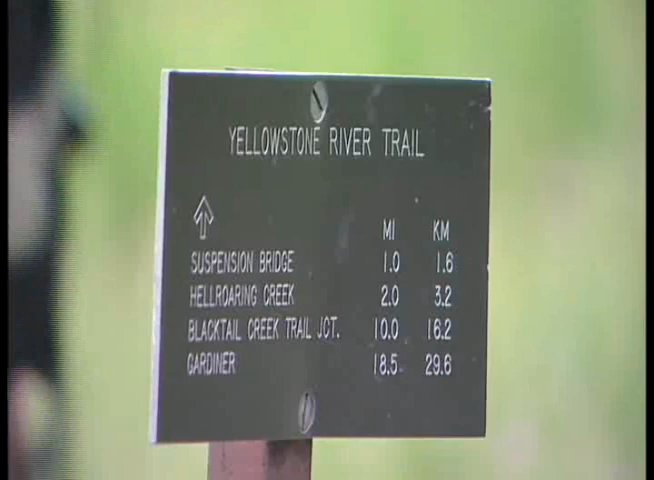 YELLOWSTONE RIVER TRAIL
MI KM
SUSPENSION BRIDGE 1.0 1.6
HELLROARING CREEK 2.0 3.2
BLACKTAIL CREEK TRAIL JCT. 10.0 16.2
GARDINER 18.5 29.6